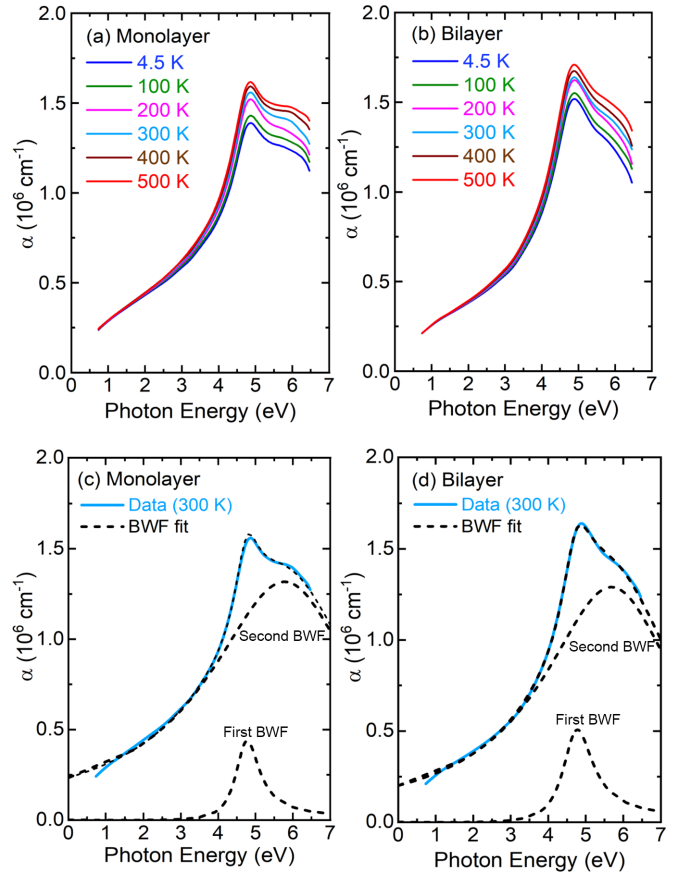 (a) Monolayer
4.5 K
100 K
200 K
300 K
400 K
500 K
2.0
1.5
1.0
0.5
0.0
0 1 2 3 4 5 6 7
α (10⁶ cm⁻¹)
Photon Energy (eV)
(b) Bilayer
4.5 K
100 K
200 K
300 K
400 K
500 K
2.0
1.5
1.0
0.5
0.0
0 1 2 3 4 5 6 7
α (10⁶ cm⁻¹)
Photon Energy (eV)
(c) Monolayer
Data (300 K)
BWF fit
Second BWF
First BWF
2.0
1.5
1.0
0.5
0.0
0 1 2 3 4 5 6 7
α (10⁶ cm⁻¹)
Photon Energy (eV)
(d) Bilayer
Data (300 K)
BWF fit
Second BWF
First BWF
2.0
1.5
1.0
0.5
0.0
0 1 2 3 4 5 6 7
α (10⁶ cm⁻¹)
Photon Energy (eV)